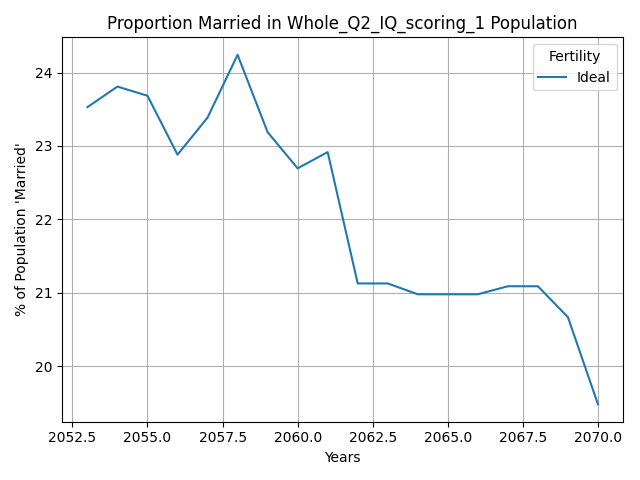 Proportion Married in Whole_Q2_IQ_scoring_1 Population
Fertility
Ideal
% of Population 'Married'
24
23
22
21
20
2052.5 2055.0 2057.5 2060.0 2062.5 2065.0 2067.5 2070.0
Years